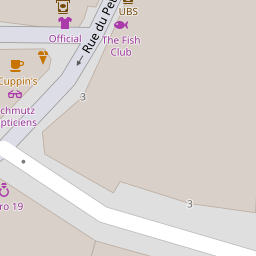 UBS
Official
Rue du Pe
The Fish
Club
Cuppin's
3
chmutz
pticiens
3
ro 19